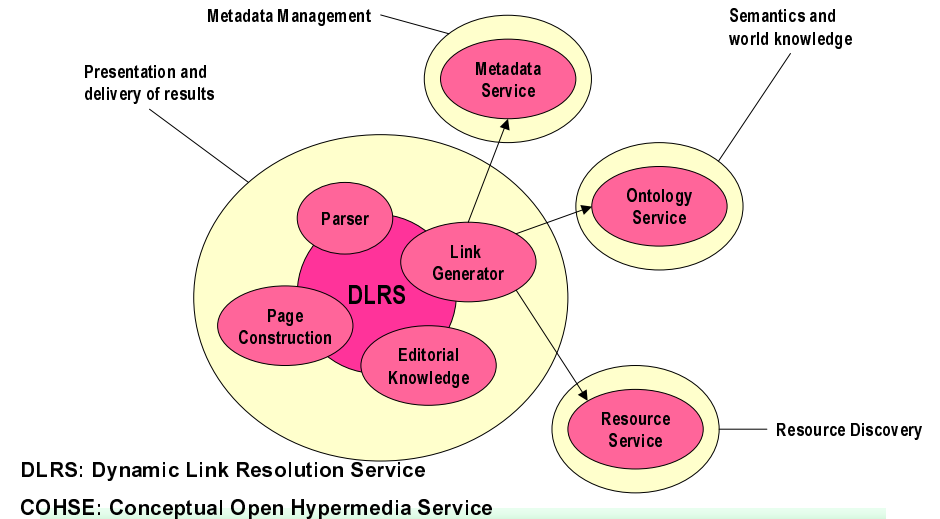 Metadata Management
Semantics and
world knowledge
Metadata
Service
Presentation and
delivery of results
Parser
Ontology
Service
Link
Generator
DLRS
Page
Construction
Editorial
Knowledge
Resource
Service
Resource Discovery
DLRS: Dynamic Link Resolution Service
COHSE: Conceptual Open Hypermedia Service